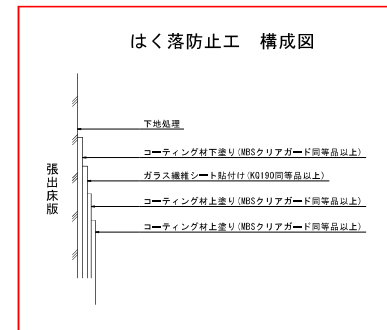 はく落防止工　構成図
下地処理
コーティング材下塗り(MBSクリアガード同等品以上)
ガラス繊維シート貼付け(KQ190同等品以上)
コーティング材上塗り(MBSクリアガード同等品以上)
コーティング材上塗り(MBSクリアガード同等品以上)
張出床版